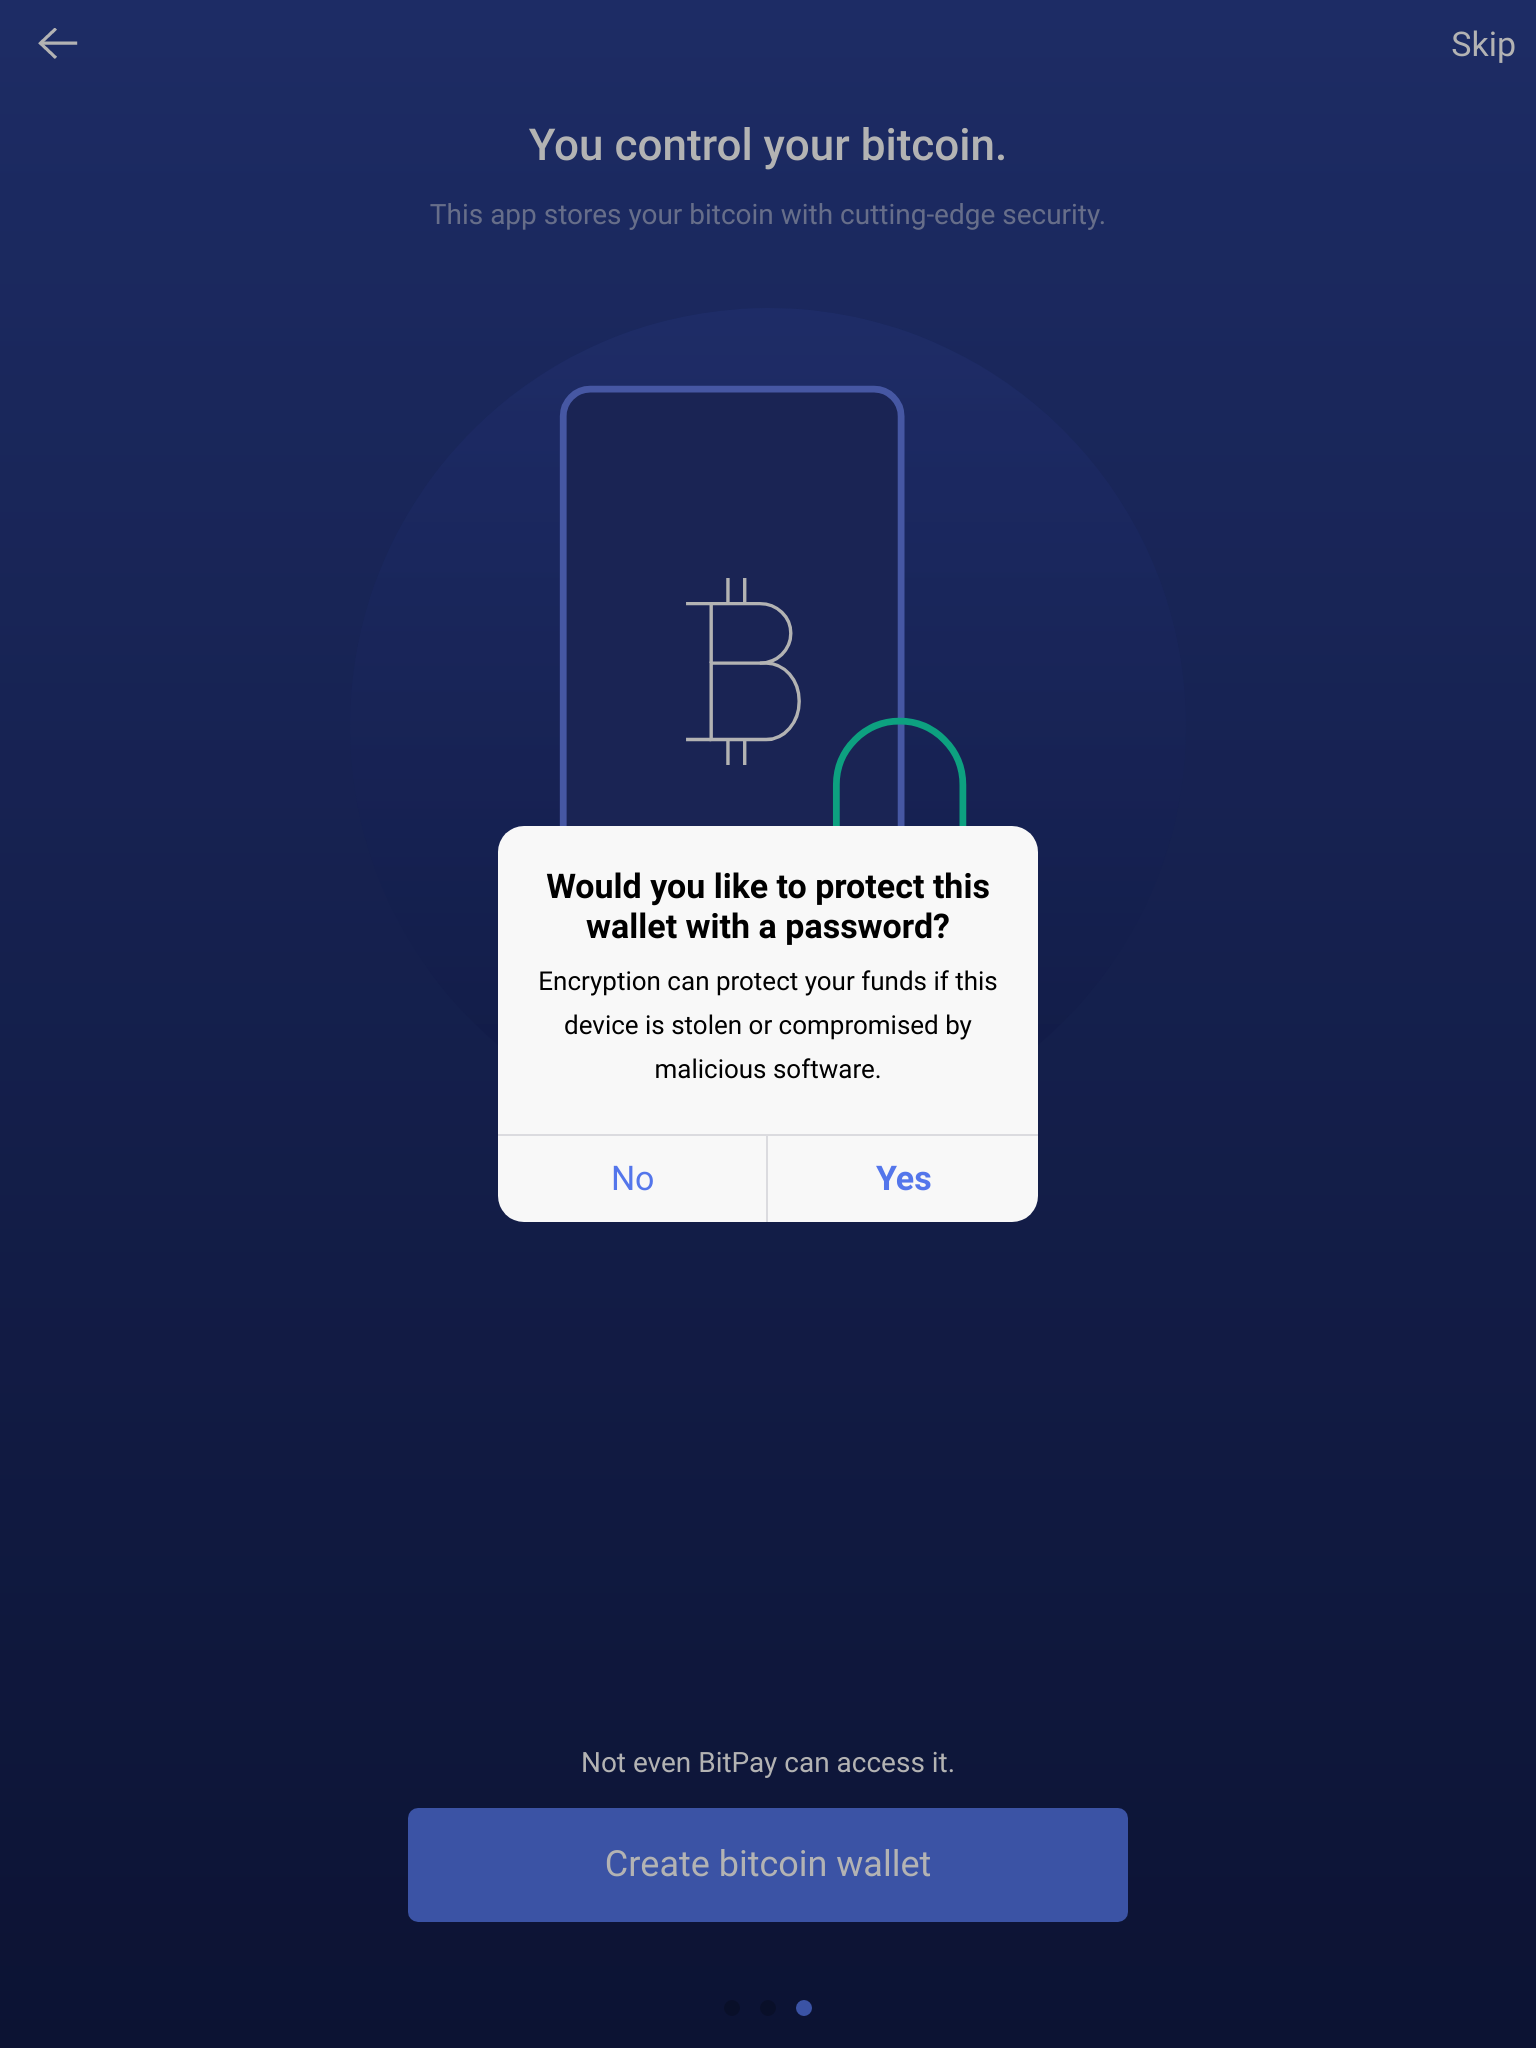 Skip
You control your bitcoin.
This app stores your bitcoin with cutting-edge security.
Would you like to protect this
wallet with a password?
Encryption can protect your funds if this
device is stolen or compromised by
malicious software.
No
Yes
Not even BitPay can access it.
Create bitcoin wallet